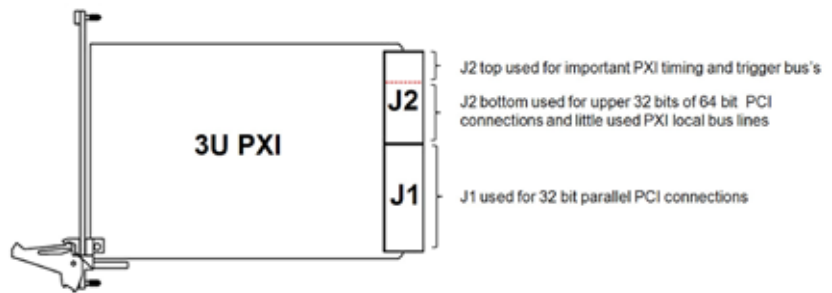 J2 top used for important PXI timing and trigger bus's
J2
J2 bottom used for upper 32 bits of 64 bit PCI
connections and little used PXI local bus lines
3U PXI
J1
J1 used for 32 bit parallel PCI connections